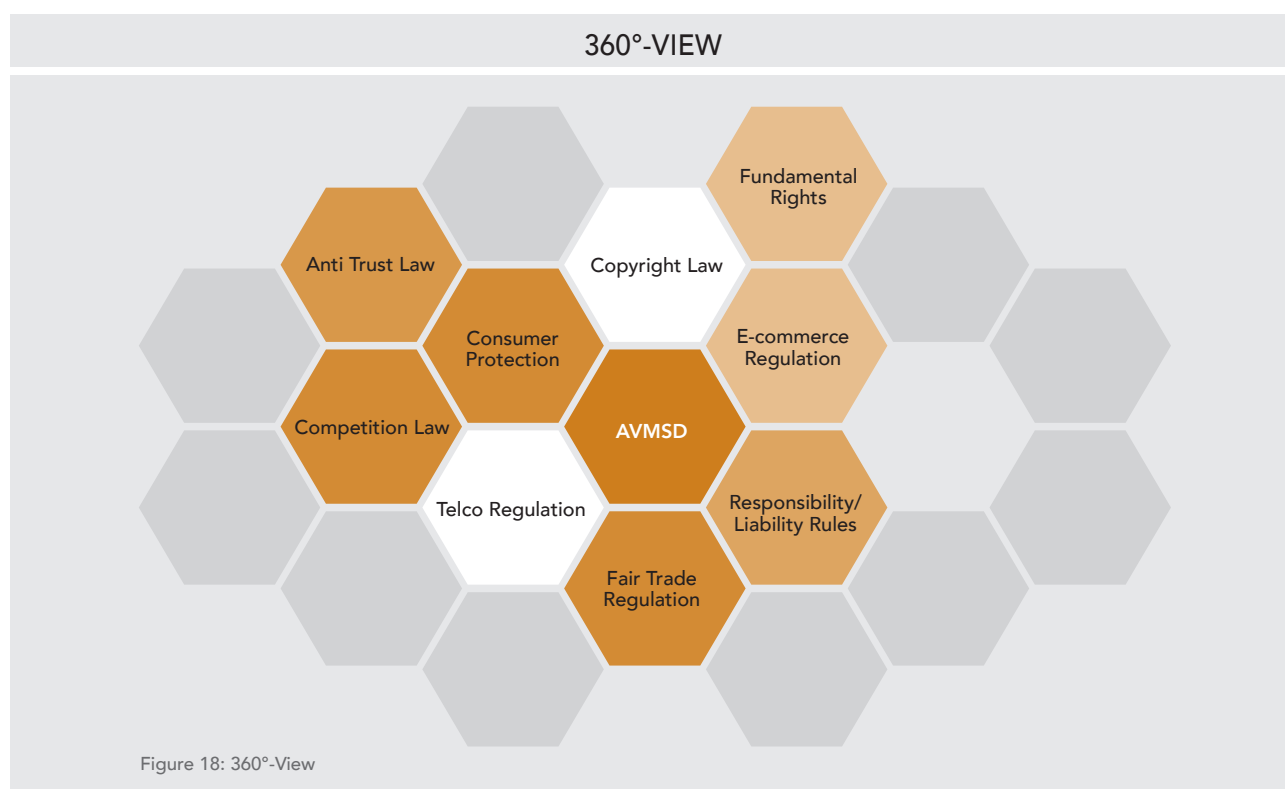 360°-VIEW
Fundamental
Rights
Anti Trust Law
Copyright Law
Consumer
Protection
E-commerce
Regulation
Competition Law
AVMSD
Telco Regulation
Responsibility/
Liability Rules
Fair Trade
Regulation
Figure 18: 360°-View